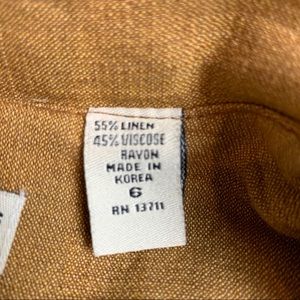 55% LINEN
45% VISCOSE
RAYON
MADE IN
KOREA
6
RN 13711